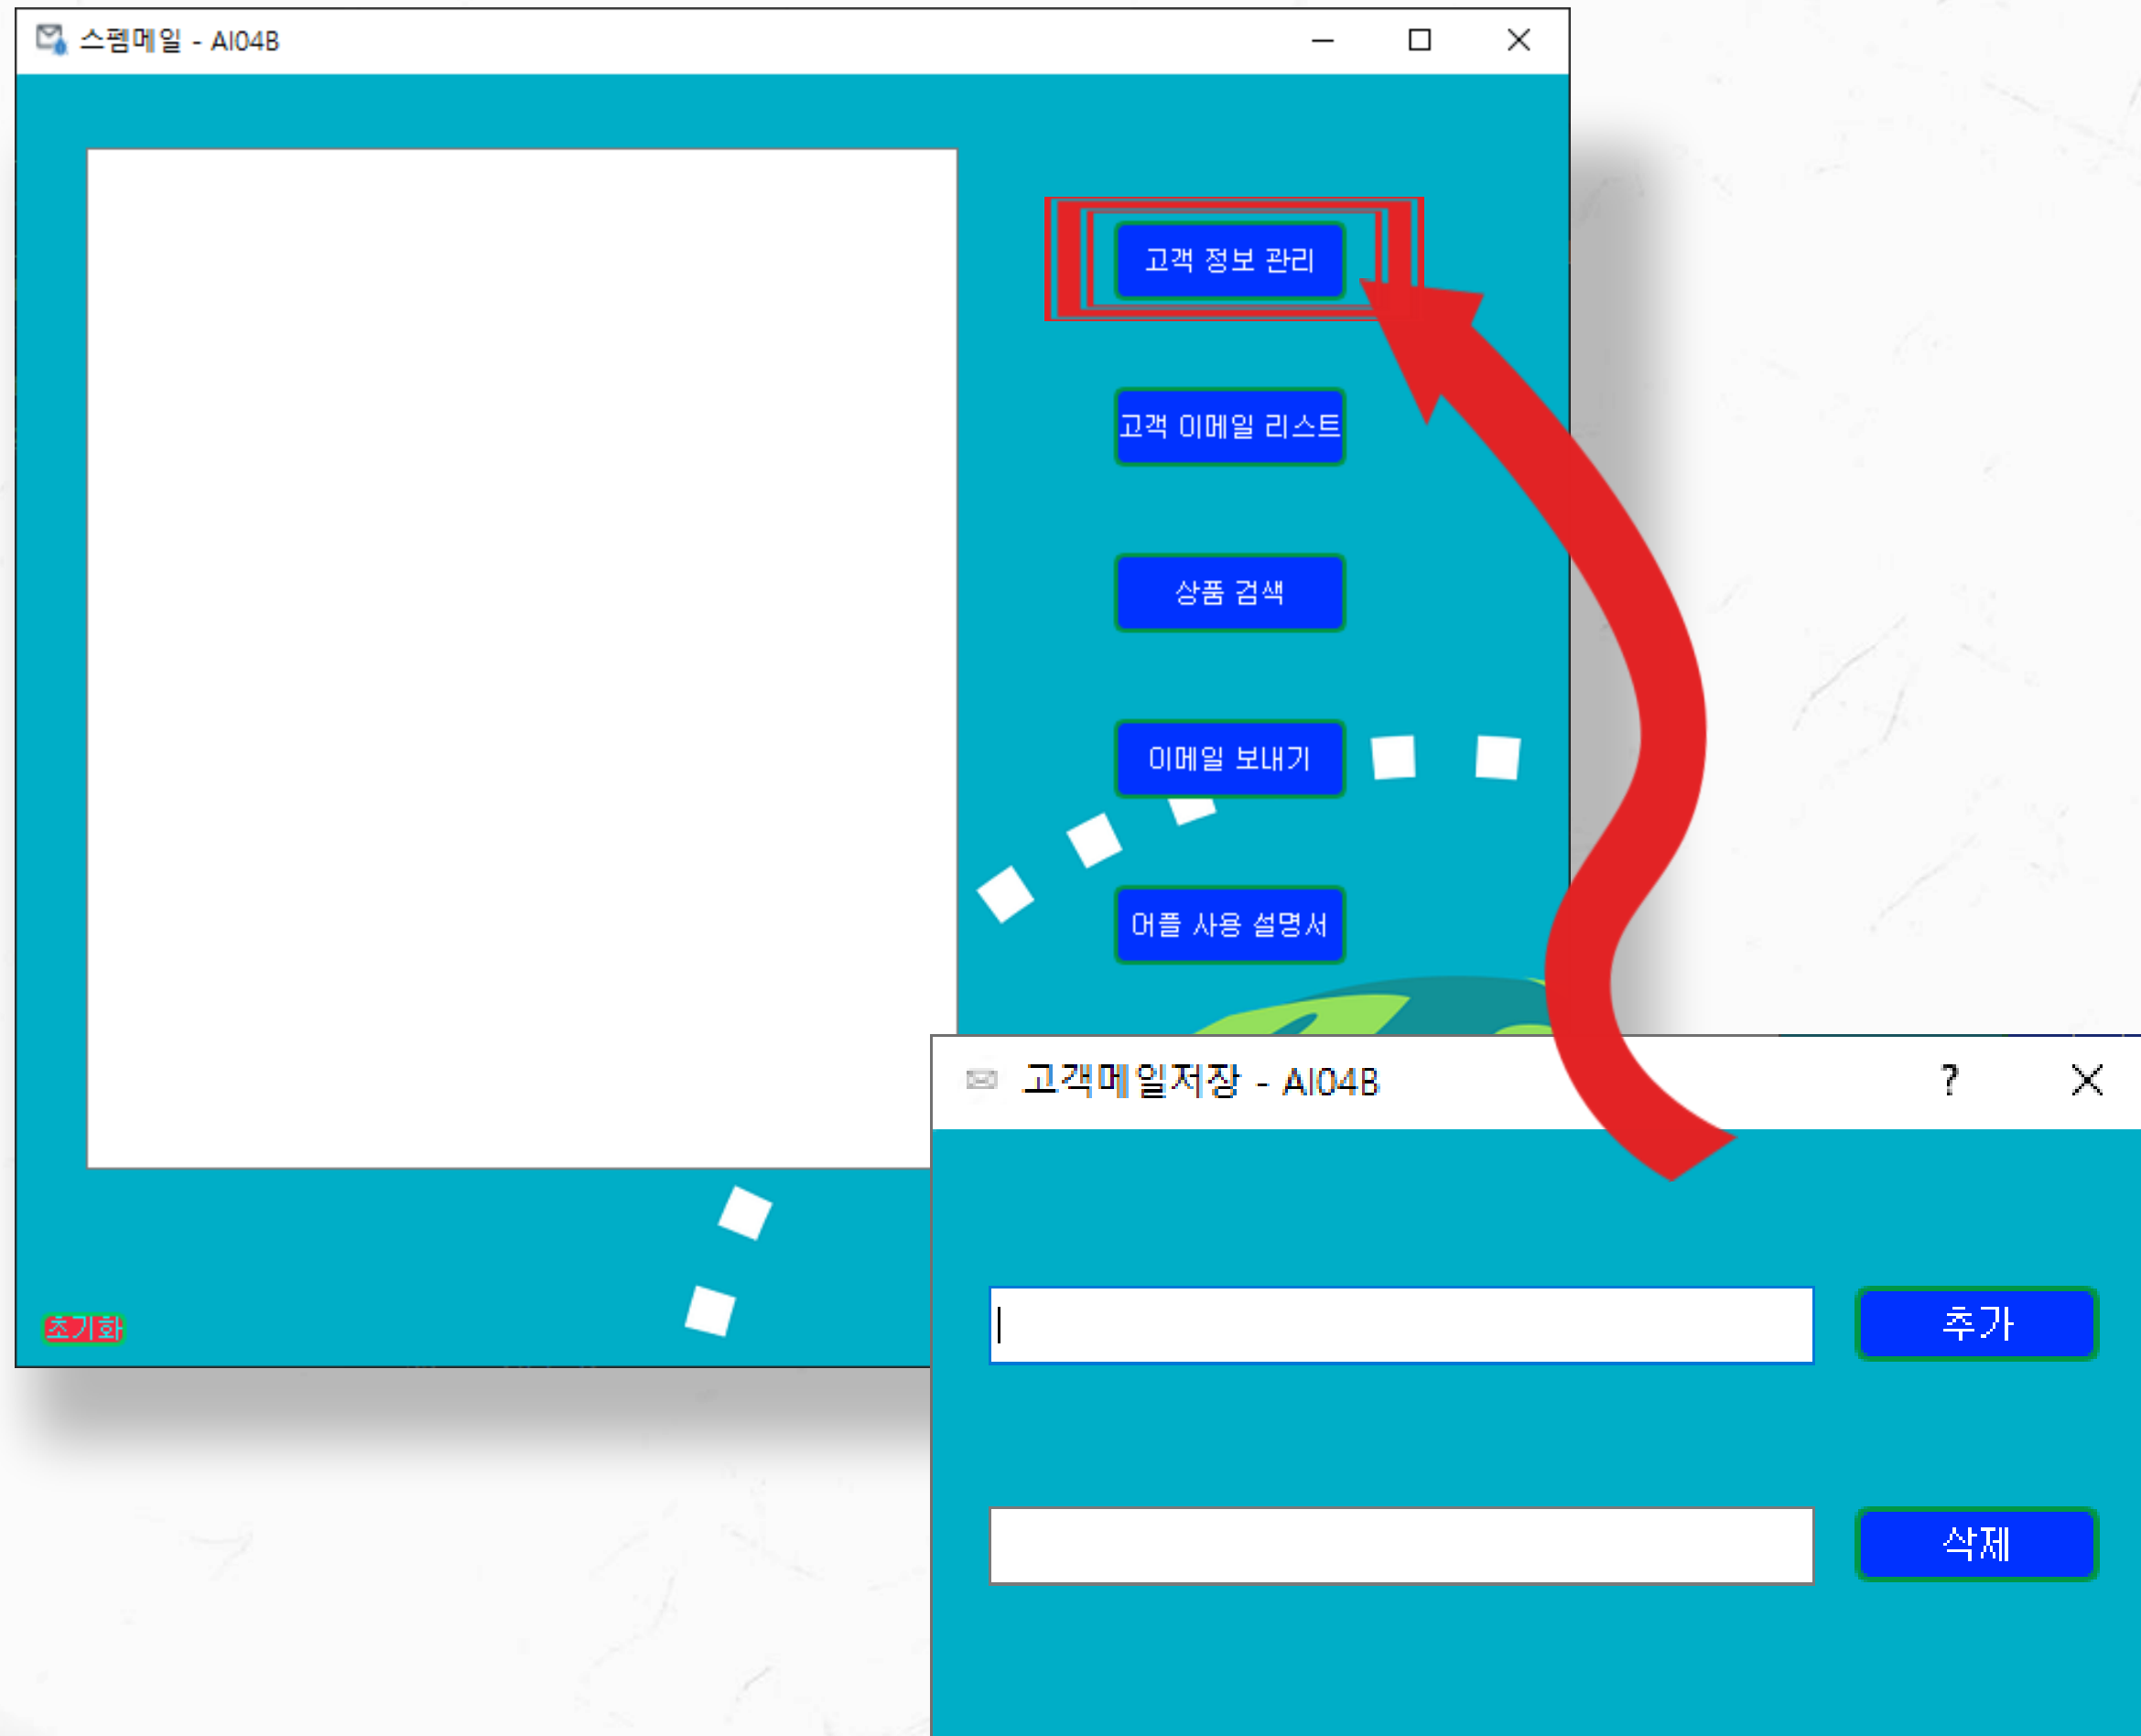 스펨메일 - AI04B
고객 정보 관리
고객 이메일 리스트
상품 검색
이메일 보내기
어플 사용 설명서
초기화
고객메일저장 - AI04B
?
추가
삭제